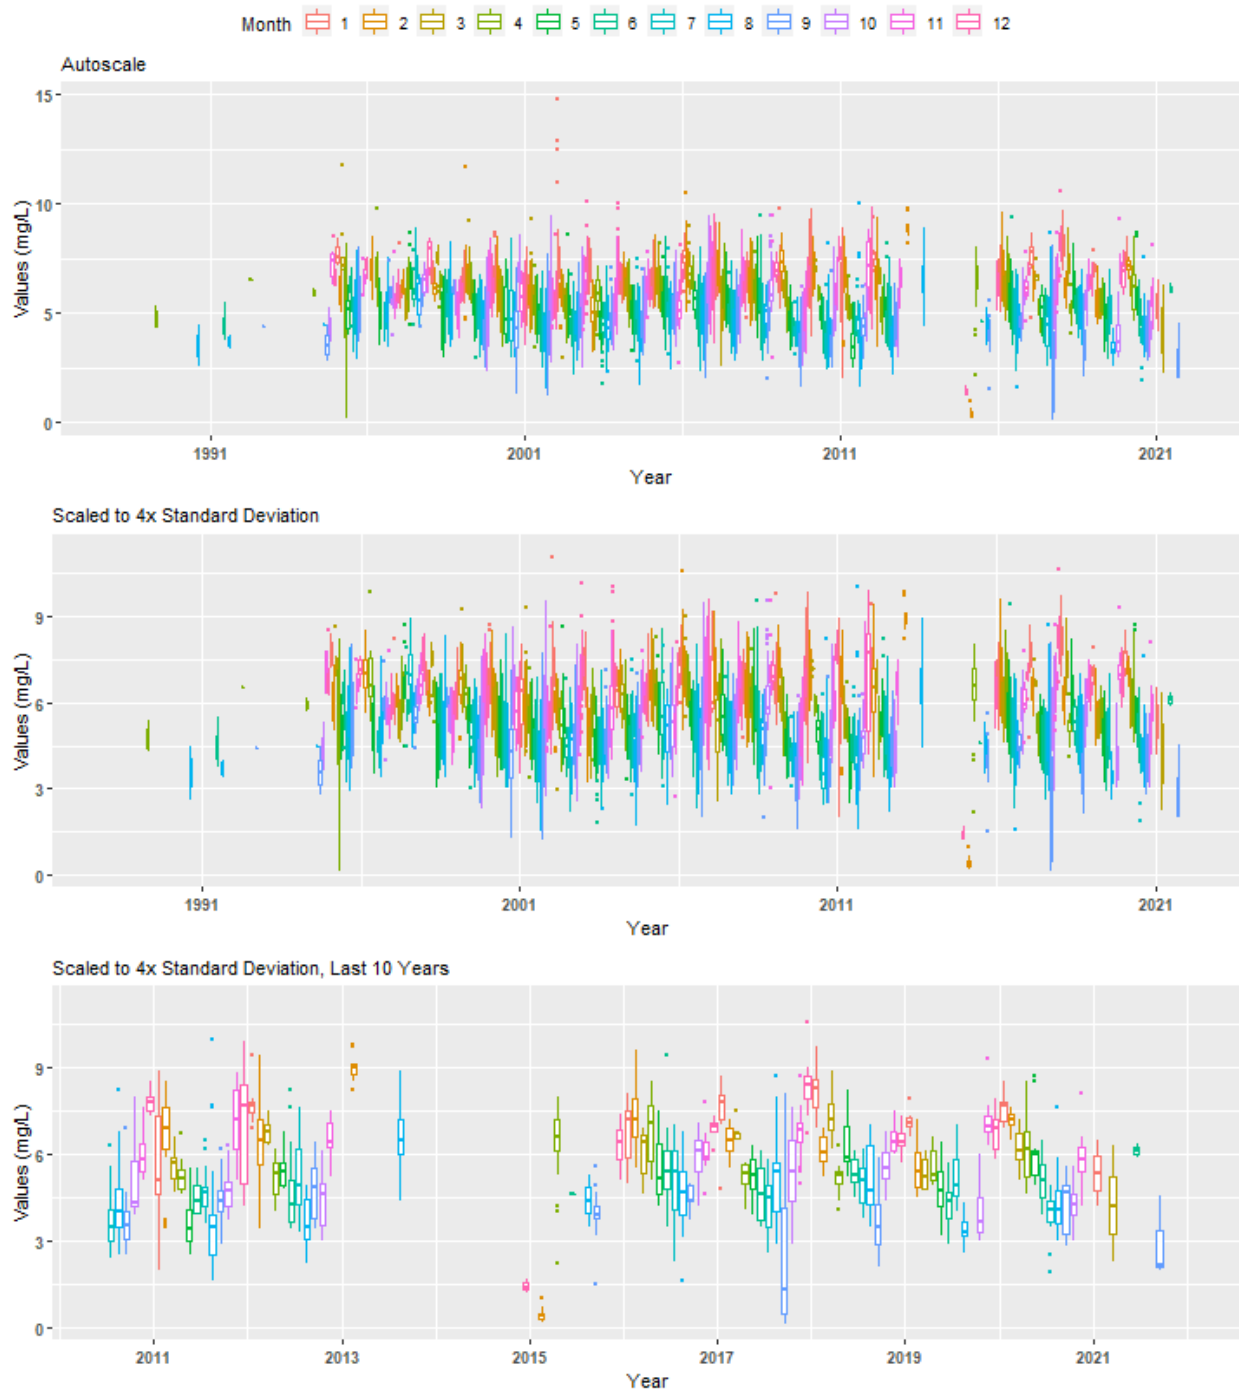 Month 1 2 3 4 5 6 7 8 9 10 11 12
Autoscale
Values (mg/L)
15
10
5
0
1991 2001 2011 2021
Year
Scaled to 4x Standard Deviation
Values (mg/L)
9
6
3
0
1991 2001 2011 2021
Year
Scaled to 4x Standard Deviation, Last 10 Years
Values (mg/L)
9
6
3
0
2011 2013 2015 2017 2019 2021
Year